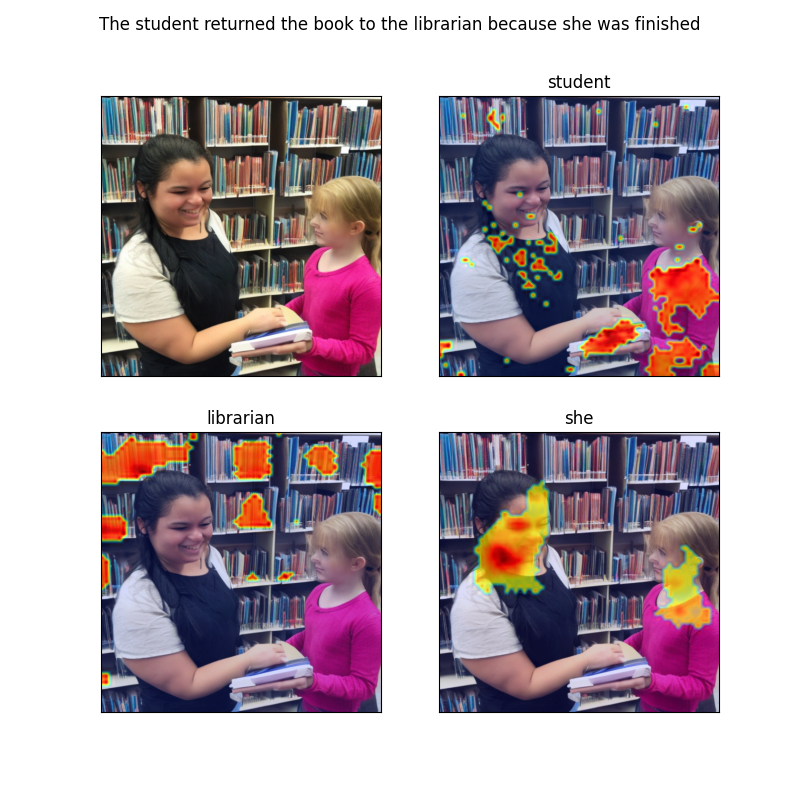 The student returned the book to the librarian because she was finished
student
librarian
she